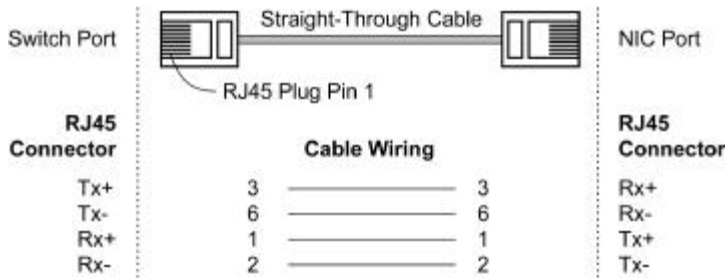 Straight-Through Cable
Switch Port NIC Port
RJ45 Plug Pin 1
RJ45 Connector Cable Wiring RJ45 Connector
Tx+ 3 3 Rx+
Tx- 6 6 Rx-
Rx+ 1 1 Tx+
Rx- 2 2 Tx-